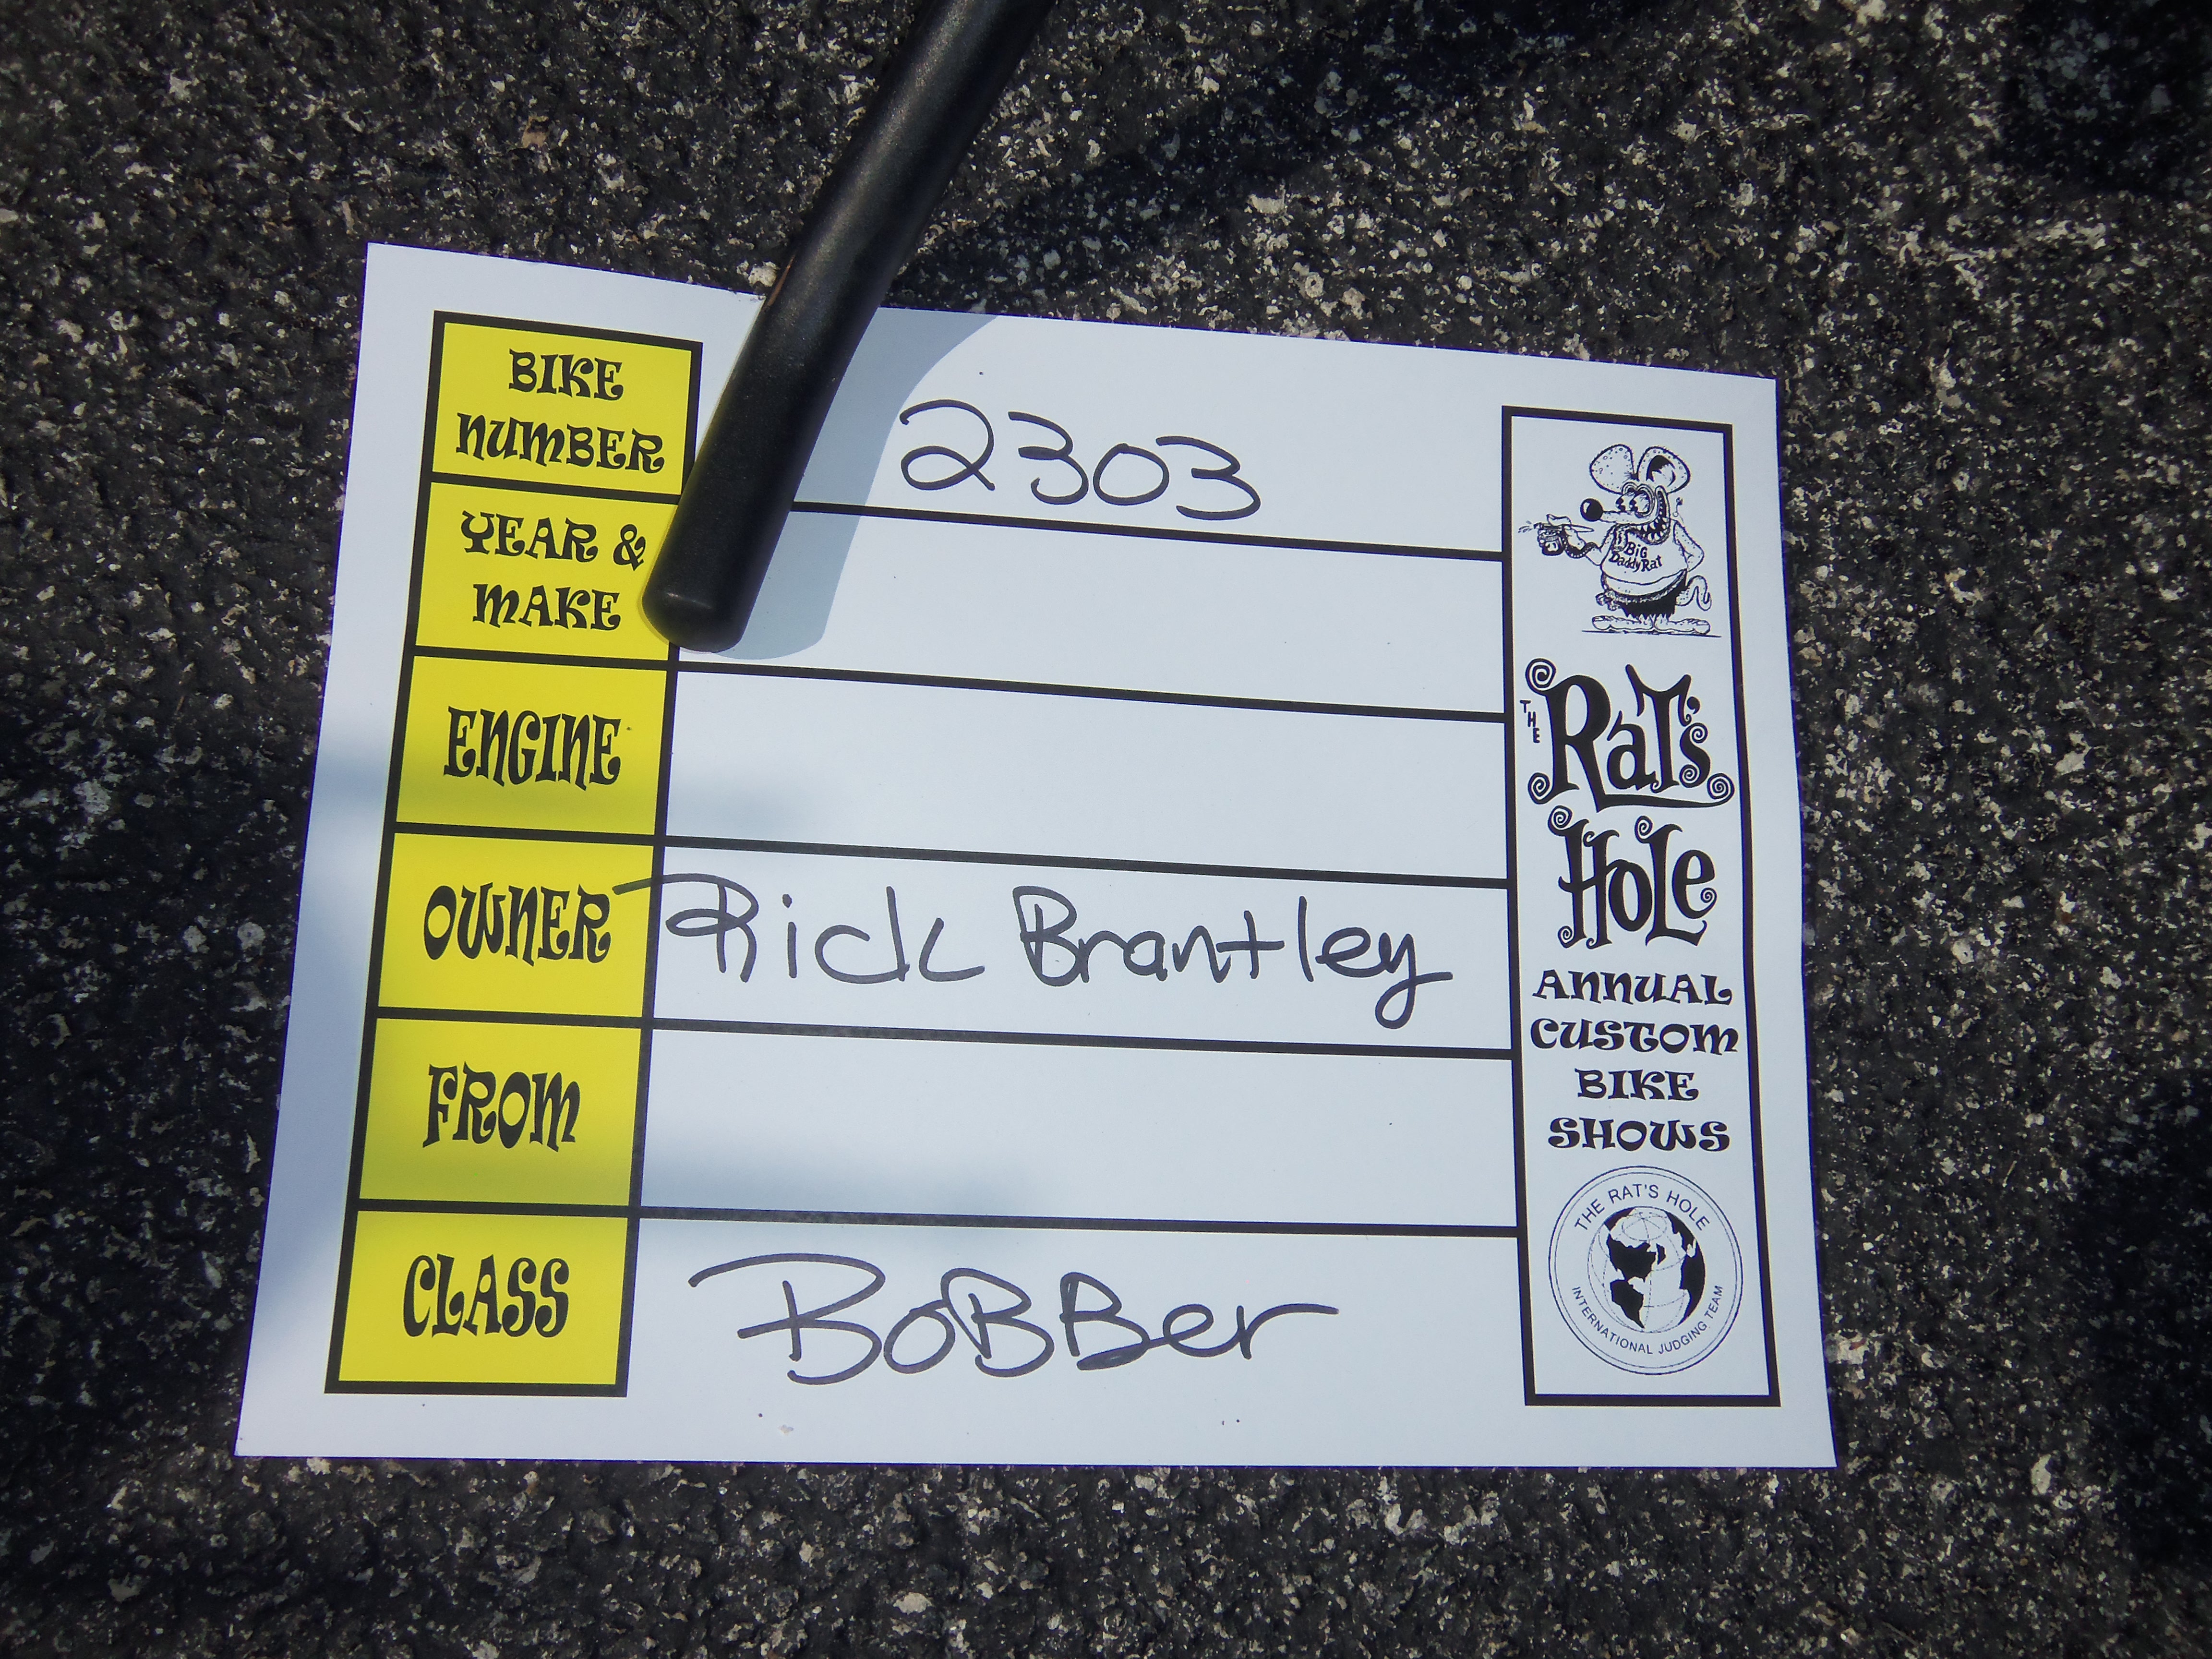 BIKE
NUMBER
2303
YEAR &
MAKE
ENGINE
OWNER
Rick Brantley
FROM
CLASS
BoBBer
Big
Daddy Rat
THE
RaT's
HoLe
ANNUAL
CUSTOM
BIKE
SHOWS
THE RAT'S HOLE
INTERNATIONAL JUDGING TEAM